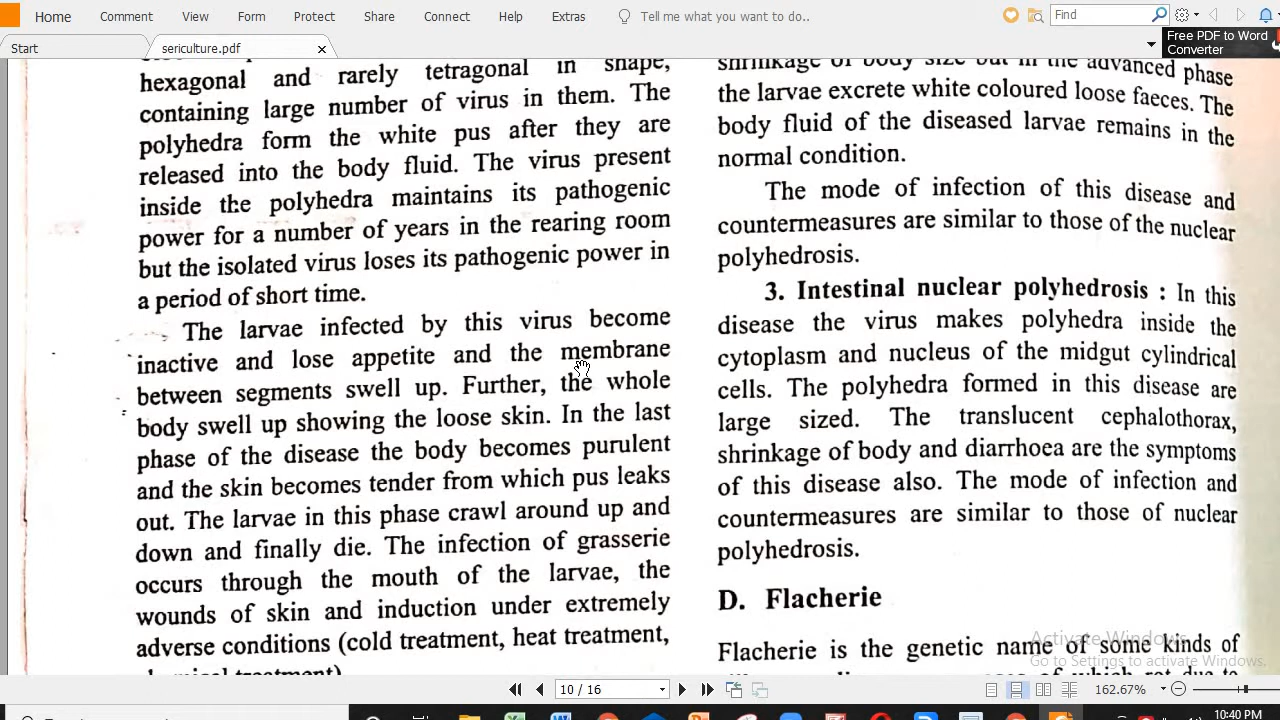 Home Comment View Form Protect Share Connect Help Extras Tell me what you want to do.. Find
Free PDF to Word
Converter
Start sericulture.pdf
hexagonal and rarely tetragonal in shape,
containing large number of virus in them. The
polyhedra form the white pus after they are
released into the body fluid. The virus present
inside the polyhedra maintains its pathogenic
power for a number of years in the rearing room
but the isolated virus loses its pathogenic power in
a period of short time.
The larvae infected by this virus become
inactive and lose appetite and the membrane
between segments swell up. Further, the whole
body swell up showing the loose skin. In the last
phase of the disease the body becomes purulent
and the skin becomes tender from which pus leaks
out. The larvae in this phase crawl around up and
down and finally die. The infection of grasserie
occurs through the mouth of the larvae, the
wounds of skin and induction under extremely
adverse conditions (cold treatment, heat treatment,
chemical treatment)
shrinkage of body size but in the advanced phase
the larvae excrete white coloured loose faeces. The
body fluid of the diseased larvae remains in the
normal condition.
The mode of infection of this disease and
countermeasures are similar to those of the nuclear
polyhedrosis.
3. Intestinal nuclear polyhedrosis : In this
disease the virus makes polyhedra inside the
cytoplasm and nucleus of the midgut cylindrical
cells. The polyhedra formed in this disease are
large sized. The translucent cephalothorax,
shrinkage of body and diarrhoea are the symptoms
of this disease also. The mode of infection and
countermeasures are similar to those of nuclear
polyhedrosis.
D. Flacherie
Flacherie is the genetic name of some kinds of
Activate Windows
Go to Settings to activate Windows.
10 / 16 162.67%
10:40 PM